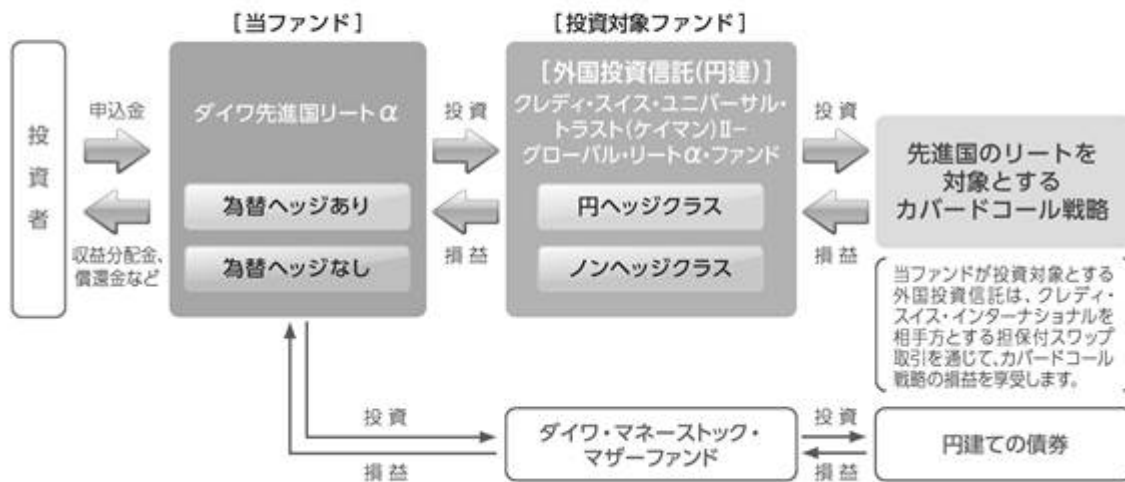 [当ファンド]
[投資対象ファンド]
投資者
申込金
収益分配金、
償還金など
ダイワ先進国リートα
為替ヘッジあり
為替ヘッジなし
投資
損益
[外国投資信託(円建)]
クレディ・スイス・ユニバーサル・
トラスト(ケイマン)Ⅱ－
グローバル・リートα・ファンド
円ヘッジクラス
ノンヘッジクラス
投資
損益
先進国のリートを
対象とする
カバードコール戦略
当ファンドが投資対象とする
外国投資信託は、クレディ・
スイス・インターナショナルを
相手方とする担保付スワップ
取引を通じて、カバードコール
戦略の損益を享受します。
投資
損益
ダイワ・マネーストック・
マザーファンド
投資
損益
円建ての債券